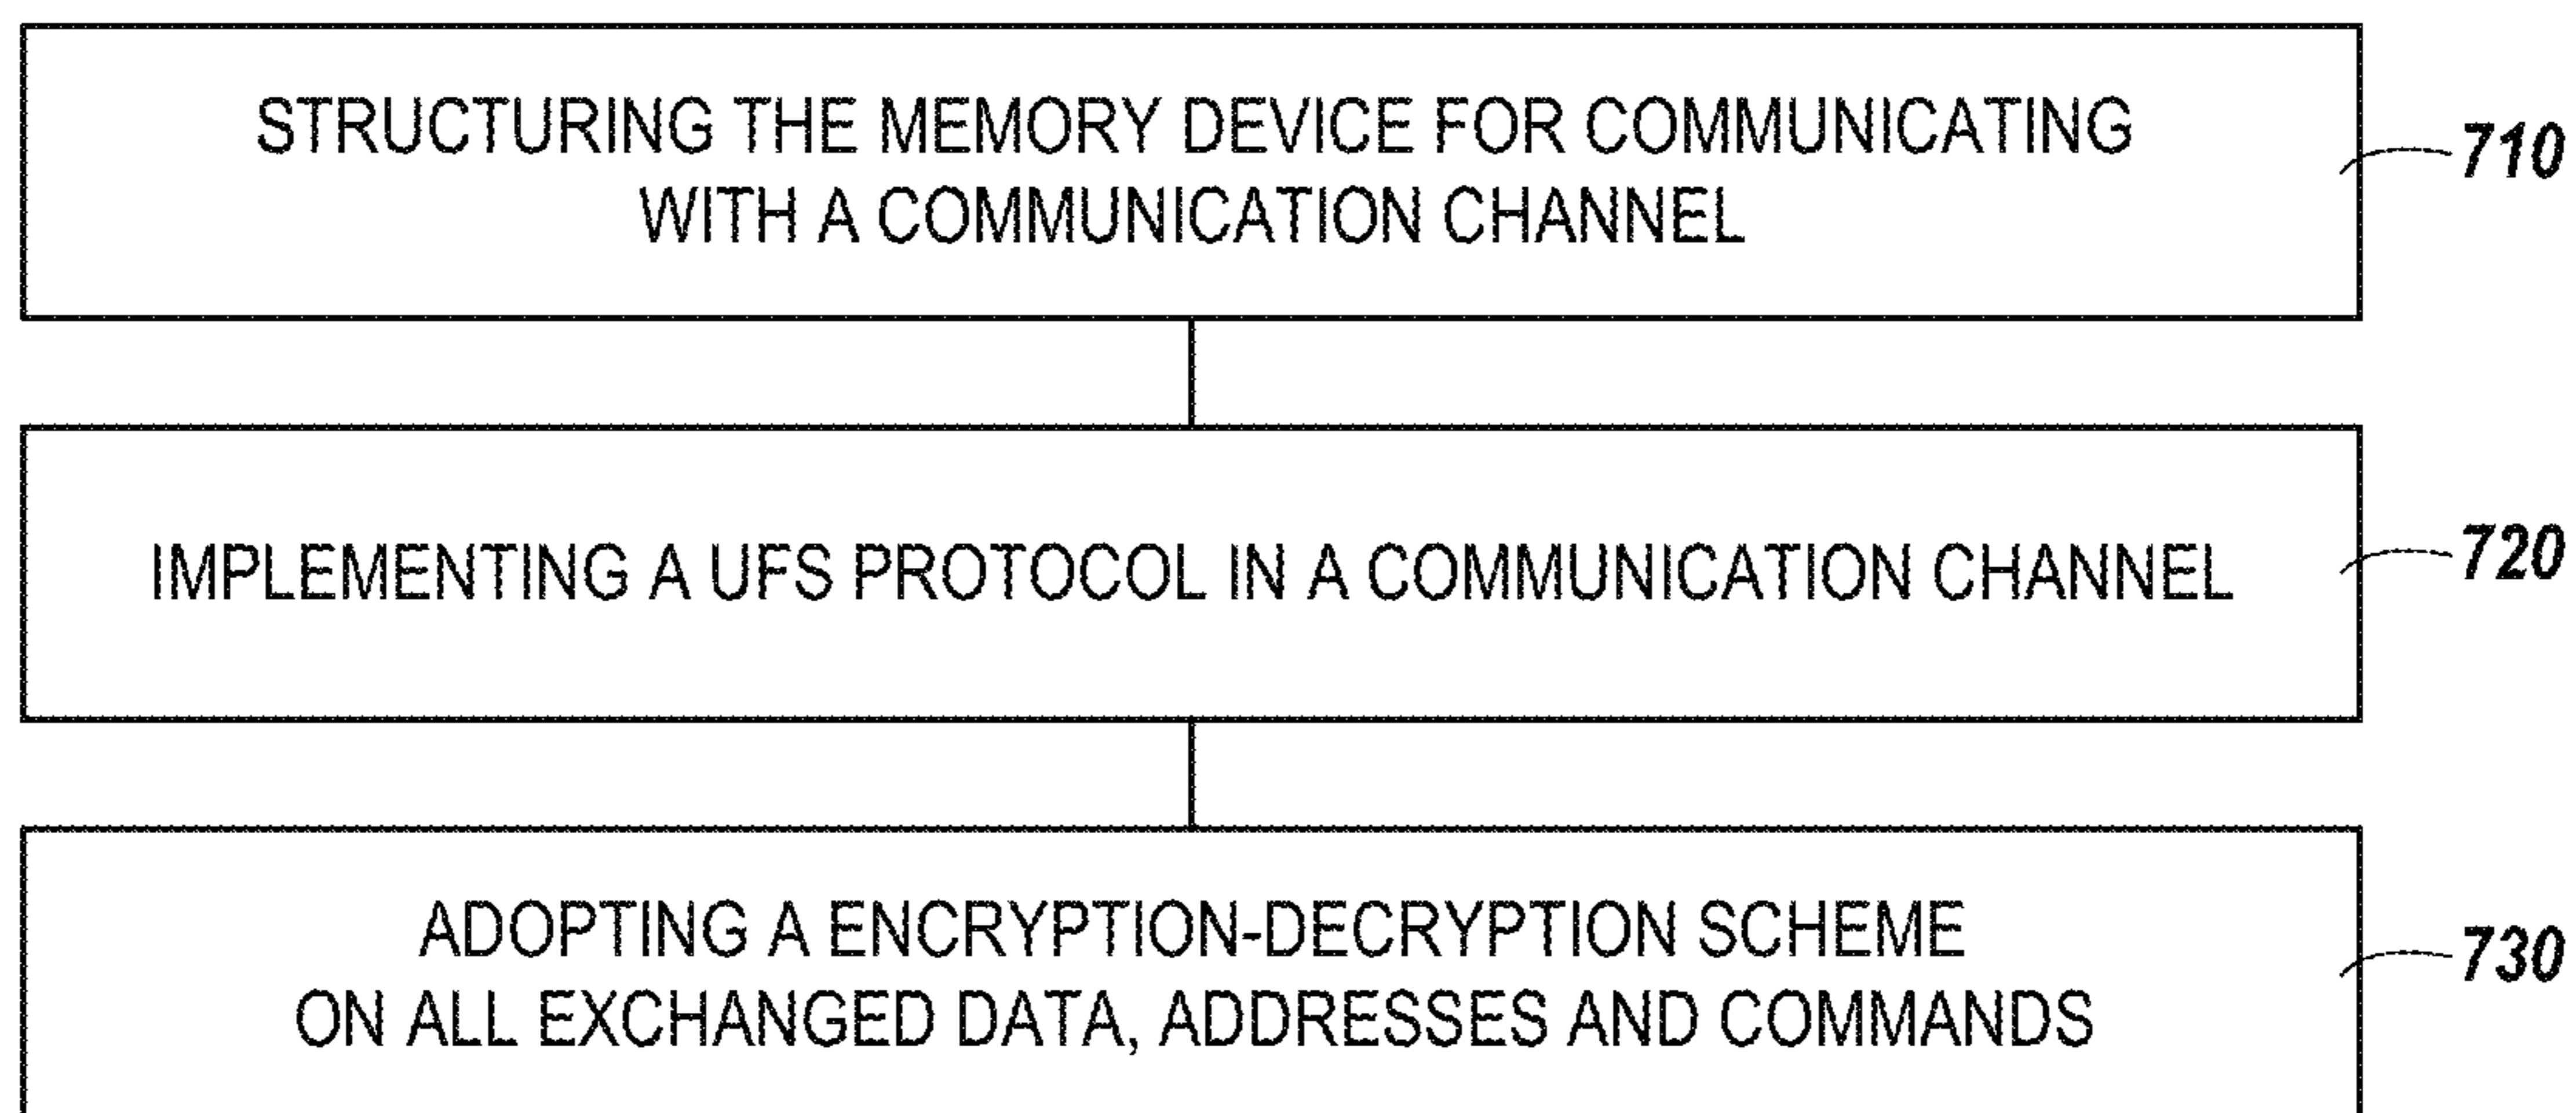 STRUCTURING THE MEMORY DEVICE FOR COMMUNICATING
WITH A COMMUNICATION CHANNEL
710
IMPLEMENTING A UFS PROTOCOL IN A COMMUNICATION CHANNEL
720
ADOPTING A ENCRYPTION-DECRYPTION SCHEME
ON ALL EXCHANGED DATA, ADDRESSES AND COMMANDS
730